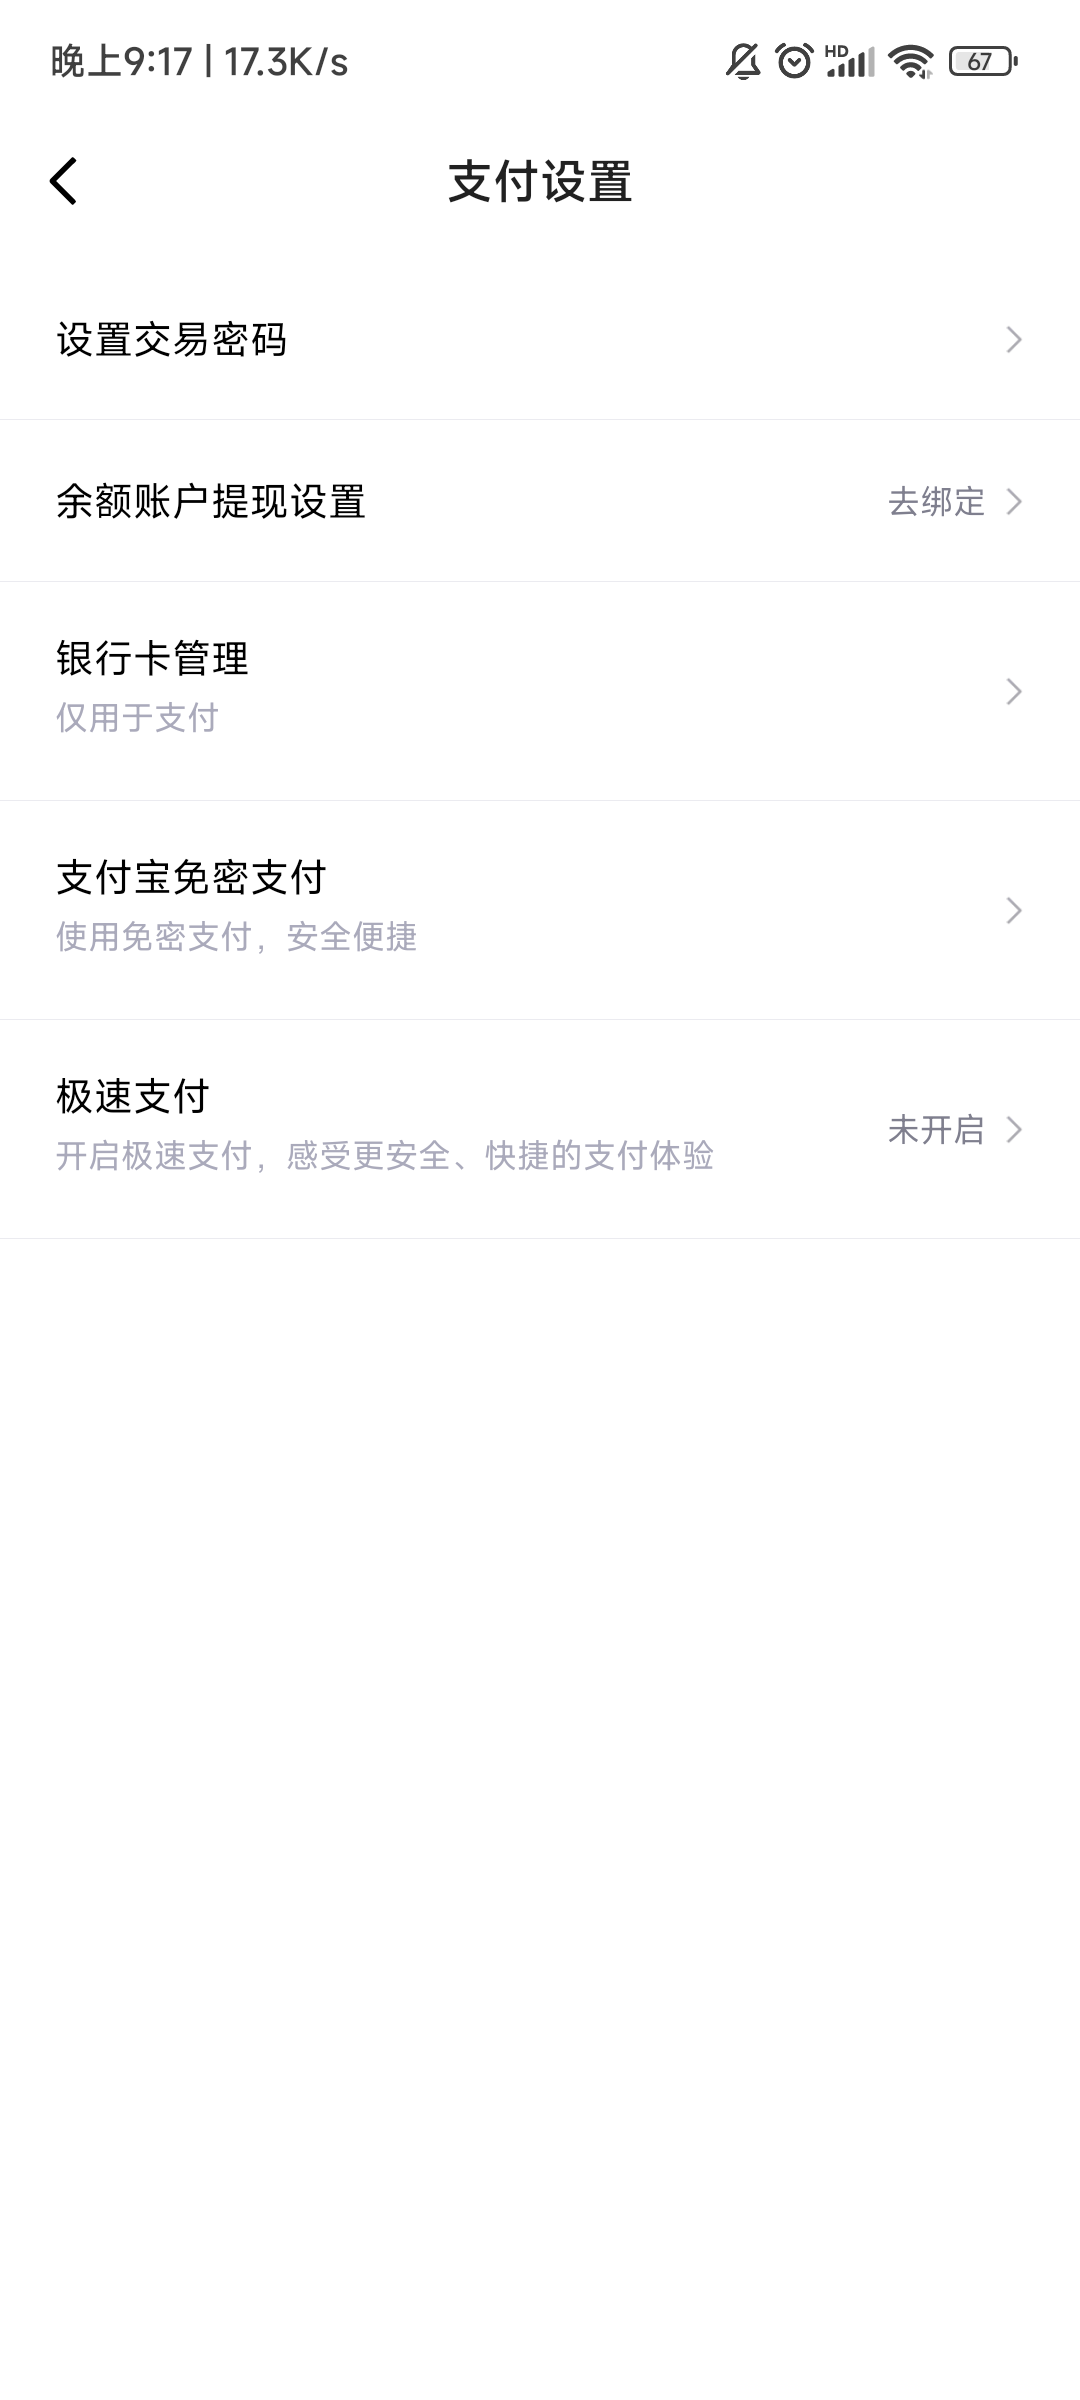 晚上9:17 | 17.3K/s
HD
67
支付设置
设置交易密码
余额账户提现设置
去绑定
银行卡管理
仅用于支付
支付宝免密支付
使用免密支付，安全便捷
极速支付
开启极速支付，感受更安全、快捷的支付体验
未开启